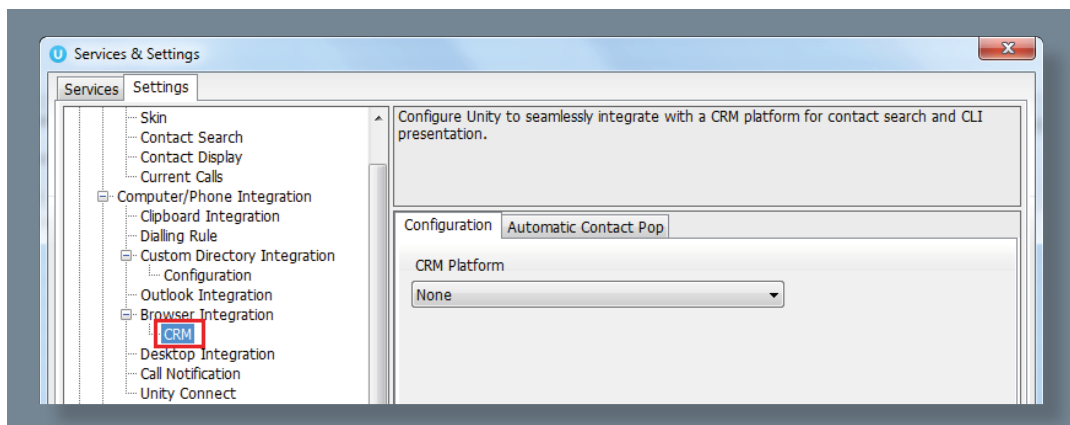 Services & Settings
Services Settings
Skin
Contact Search
Contact Display
Current Calls
Computer/Phone Integration
Clipboard Integration
Dialling Rule
Custom Directory Integration
Configuration
Outlook Integration
Browser Integration
CRM
Desktop Integration
Call Notification
Unity Connect
Configure Unity to seamlessly integrate with a CRM platform for contact search and CLI
presentation.
Configuration Automatic Contact Pop
CRM Platform
None